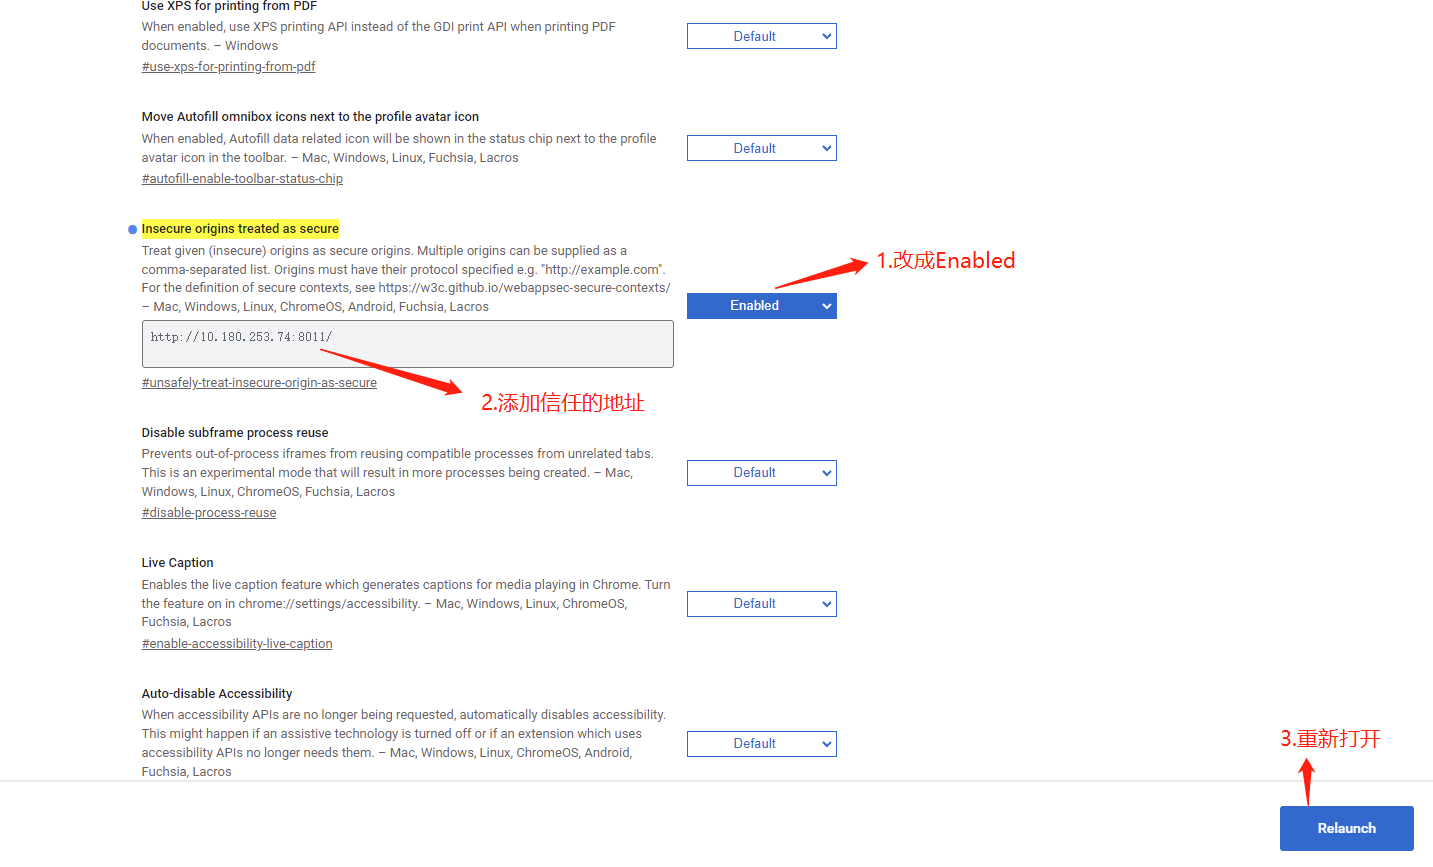 Use XPS for printing from PDF
When enabled, use XPS printing API instead of the GDI print API when printing PDF
documents. – Windows
#use-xps-for-printing-from-pdf
Default
Move Autofill omnibox icons next to the profile avatar icon
When enabled, Autofill data related icon will be shown in the status chip next to the profile
avatar icon in the toolbar. – Mac, Windows, Linux, Fuchsia, Lacros
#autofill-enable-toolbar-status-chip
Default
Insecure origins treated as secure
Treat given (insecure) origins as secure origins. Multiple origins can be supplied as a
comma-separated list. Origins must have their protocol specified e.g. "http://example.com".
For the definition of secure contexts, see https://w3c.github.io/webappsec-secure-contexts/
– Mac, Windows, Linux, ChromeOS, Android, Fuchsia, Lacros
http://10.180.253.74:8011/
#unsafely-treat-insecure-origin-as-secure
Enabled
1.改成Enabled
2.添加信任的地址
Disable subframe process reuse
Prevents out-of-process iframes from reusing compatible processes from unrelated tabs.
This is an experimental mode that will result in more processes being created. – Mac,
Windows, Linux, ChromeOS, Fuchsia, Lacros
#disable-process-reuse
Default
Live Caption
Enables the live caption feature which generates captions for media playing in Chrome. Turn
the feature on in chrome://settings/accessibility. – Mac, Windows, Linux, ChromeOS,
Fuchsia, Lacros
#enable-accessibility-live-caption
Default
Auto-disable Accessibility
When accessibility APIs are no longer being requested, automatically disables accessibility.
This might happen if an assistive technology is turned off or if an extension which uses
accessibility APIs no longer needs them. – Mac, Windows, Linux, ChromeOS, Android,
Fuchsia, Lacros
Default
3.重新打开
Relaunch